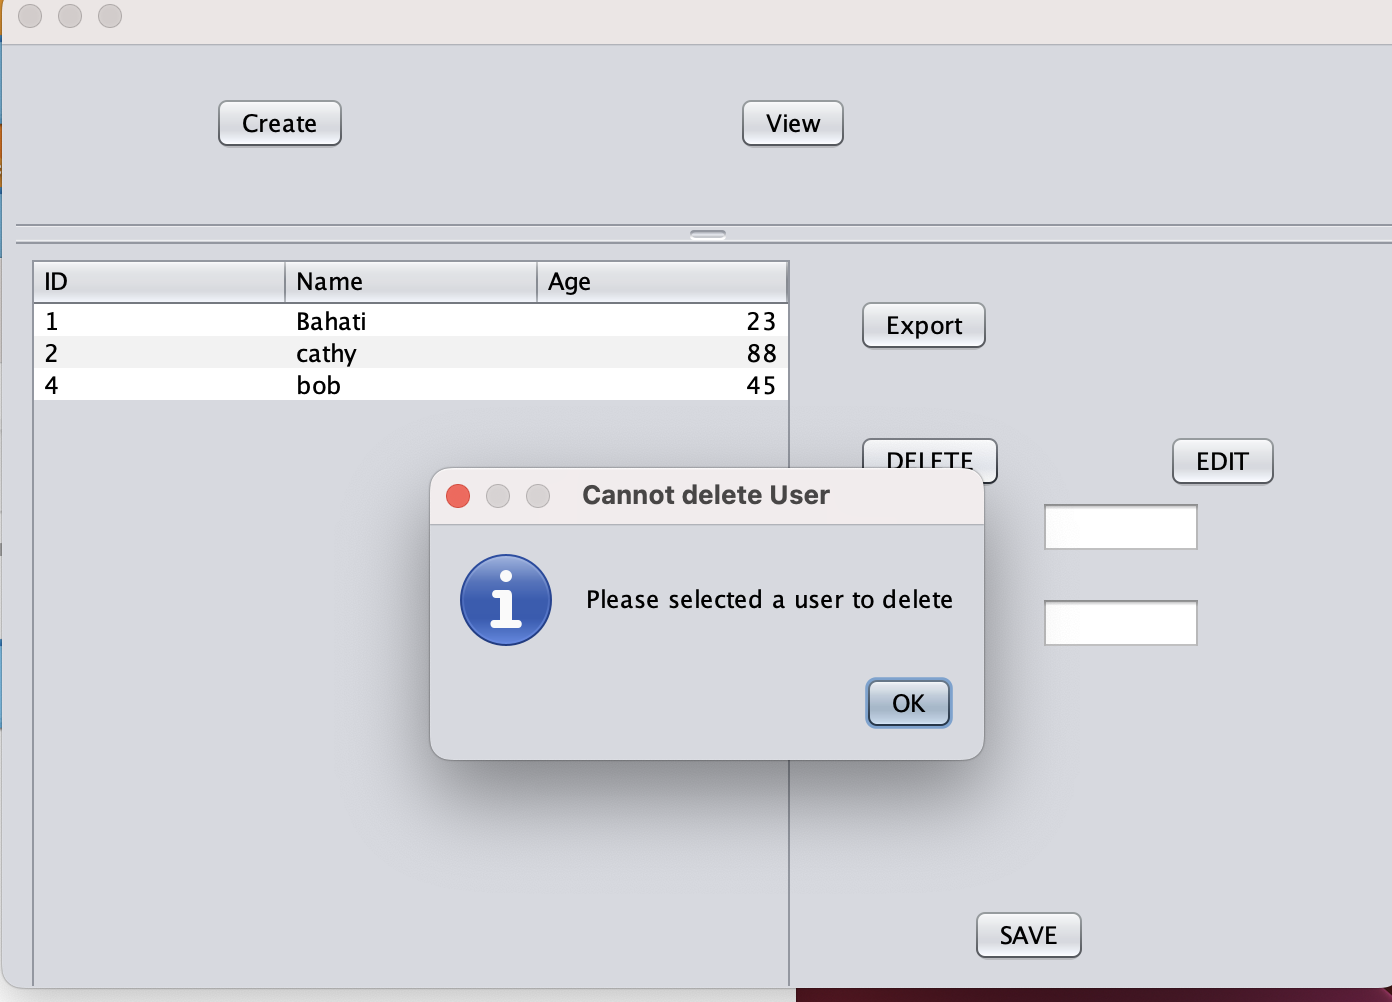 Create
View
ID Name Age
1 Bahati 23
2 cathy 88
4 bob 45
Export
DELETE
EDIT
Cannot delete User
Please selected a user to delete
OK
SAVE